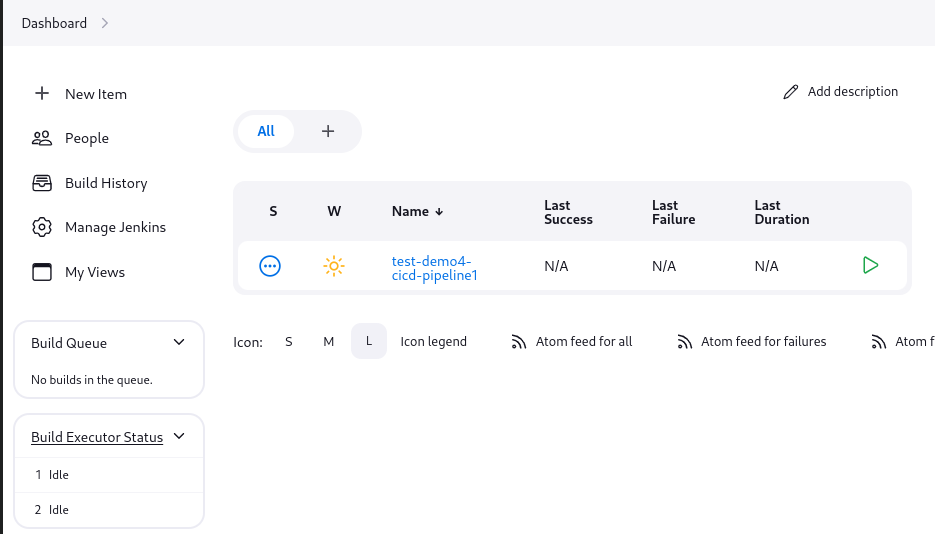 Dashboard
New Item
People
Build History
Manage Jenkins
My Views
Build Queue
No builds in the queue.
Build Executor Status
1 Idle
2 Idle
Add description
All
S W Name ↓ Last Success Last Failure Last Duration
test-demo4-
cicd-pipeline1
N/A N/A N/A
Icon: S M L Icon legend Atom feed for all Atom feed for failures Atom f